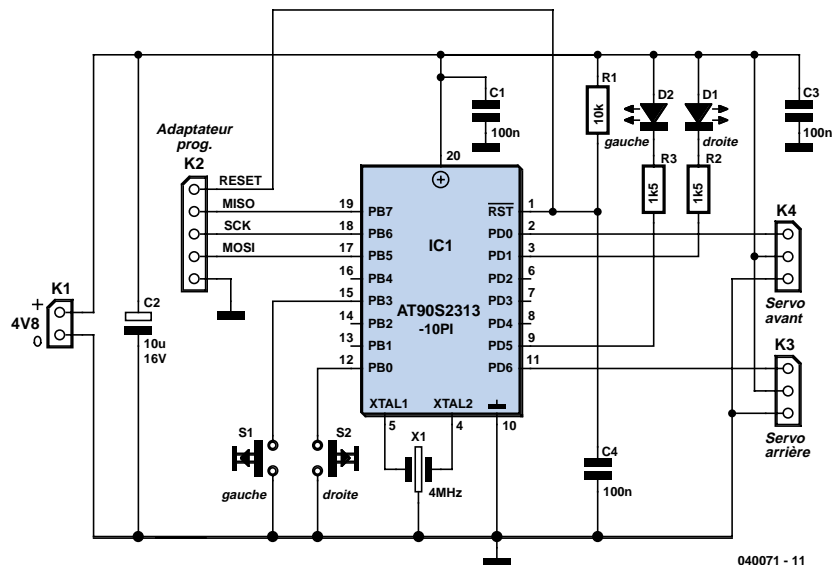 R1
10k
D2
gauche
D1
droite
C3
100n
C1
100n
R3
1k5
R2
1k5
Adaptateur
prog.
K2
RESET
MISO
SCK
MOSI
20
19
18
17
16
15
14
13
12
PB7
PB6
PB5
PB4
PB3
PB2
PB1
PB0
IC1
AT90S2313
-10PI
RST
PD0
PD1
PD2
PD3
PD4
PD5
PD6
1
2
3
6
7
8
9
11
XTAL1
XTAL2
5
4
10
K4
Servo
avant
K3
Servo
arrière
K1
+
4V8
0
C2
10u
16V
S1
gauche
S2
droite
X1
4MHz
C4
100n
040071 - 11